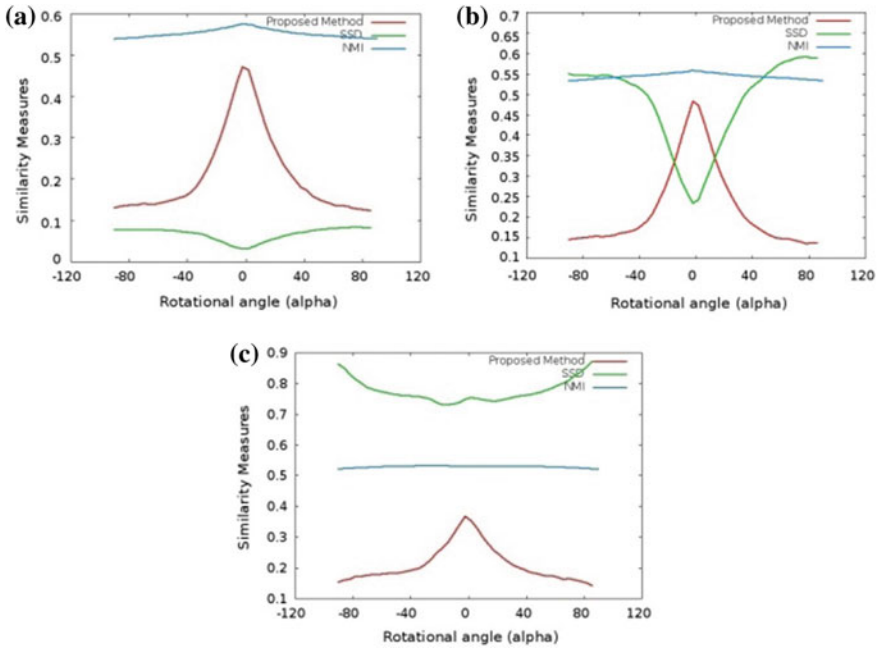 (a)
0.6
0.5
0.4
0.3
0.2
0.1
0
Similarity Measures
Proposed Method
SSD
NMI
-120 -80 -40 0 40 80 120
Rotational angle (alpha)
(b)
0.7
0.65
0.6
0.55
0.5
0.45
0.4
0.35
0.3
0.25
0.2
0.15
0.1
Similarity Measures
Proposed Method
SSD
NMI
-120 -80 -40 0 40 80 120
Rotational angle (alpha)
(c)
0.9
0.8
0.7
0.6
0.5
0.4
0.3
0.2
0.1
Similarity Measures
Proposed Method
SSD
NMI
-120 -80 -40 0 40 80 120
Rotational angle (alpha)